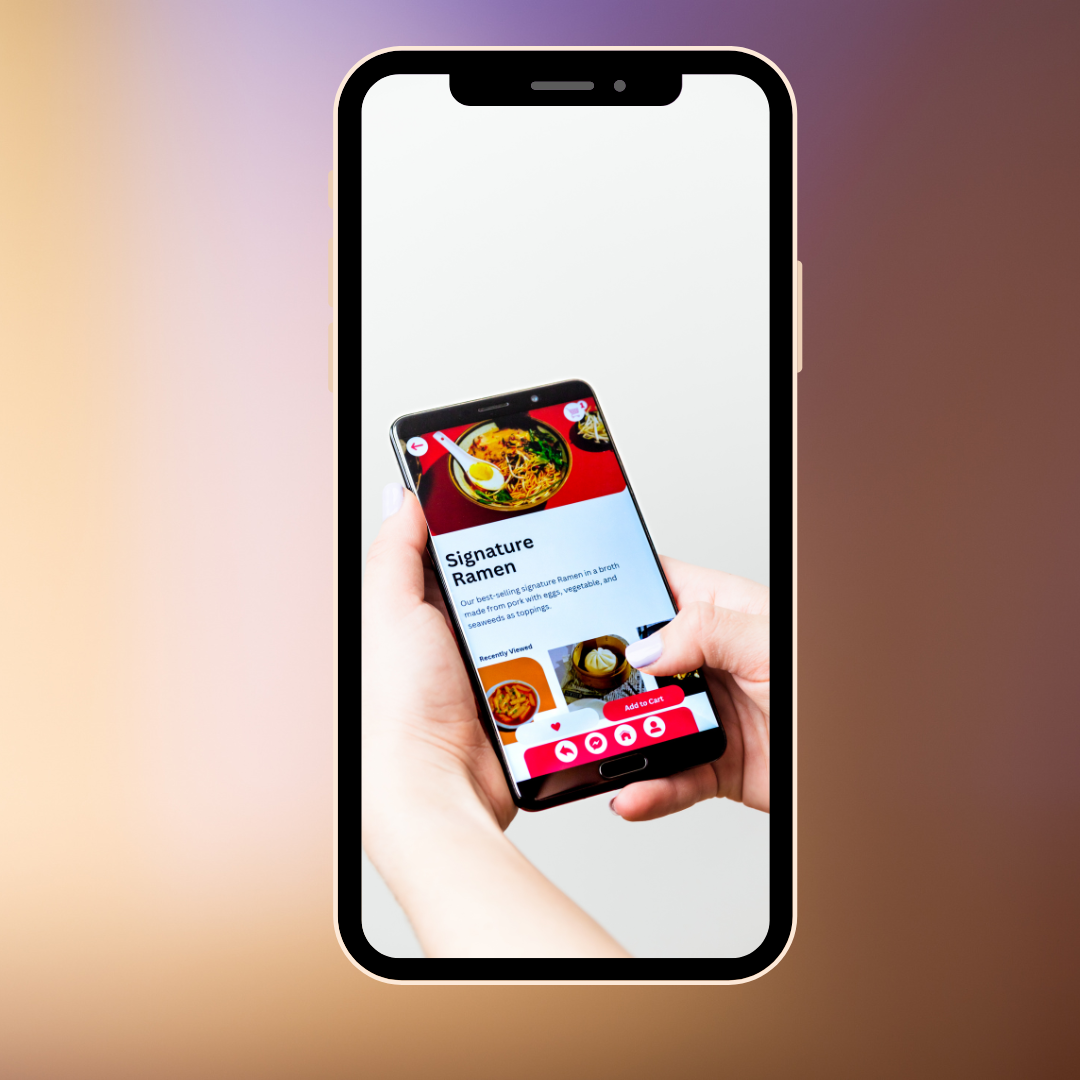 Signature
Ramen
Our best-selling signature Ramen in a broth
made from pork with eggs, vegetable, and
seaweeds as toppings.
Recently Viewed
Add to Cart